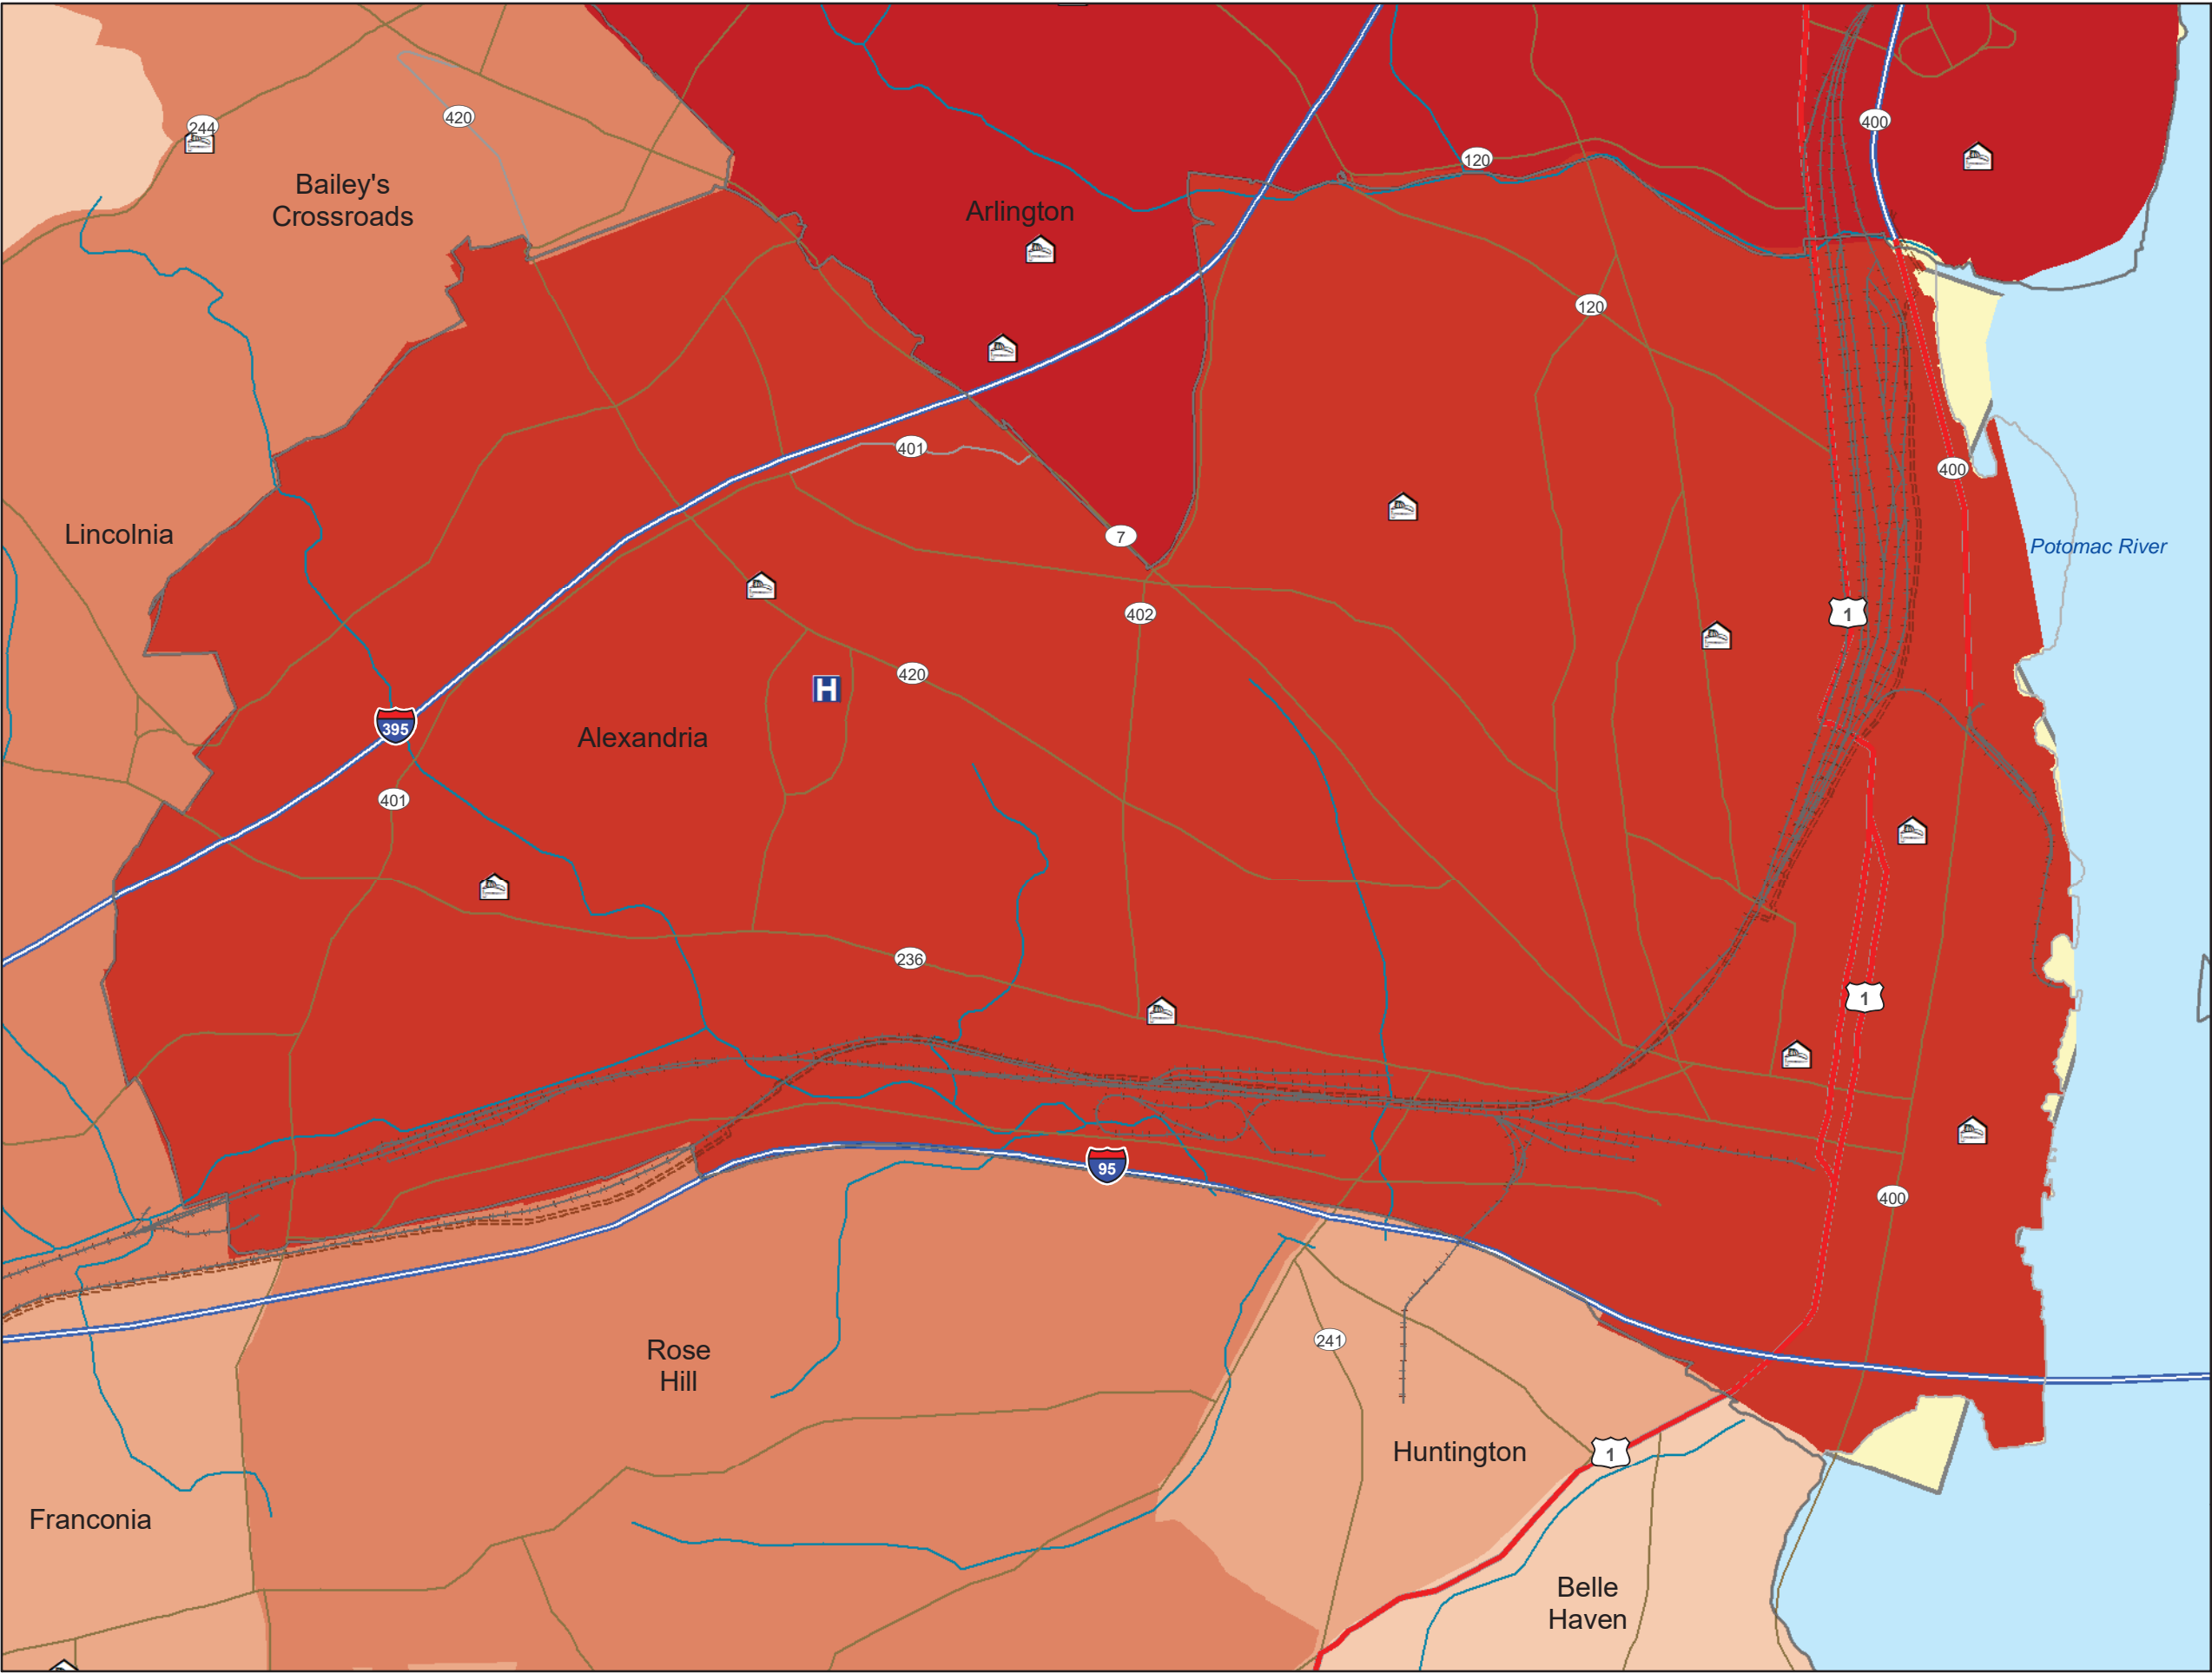 400
244
420
120
Bailey's
Crossroads
Arlington
120
401
400
Lincolnia
7
Potomac River
402
1
420
H
395
Alexandria
401
236
1
95
400
241
Rose
Hill
Huntington
1
Franconia
Belle
Haven